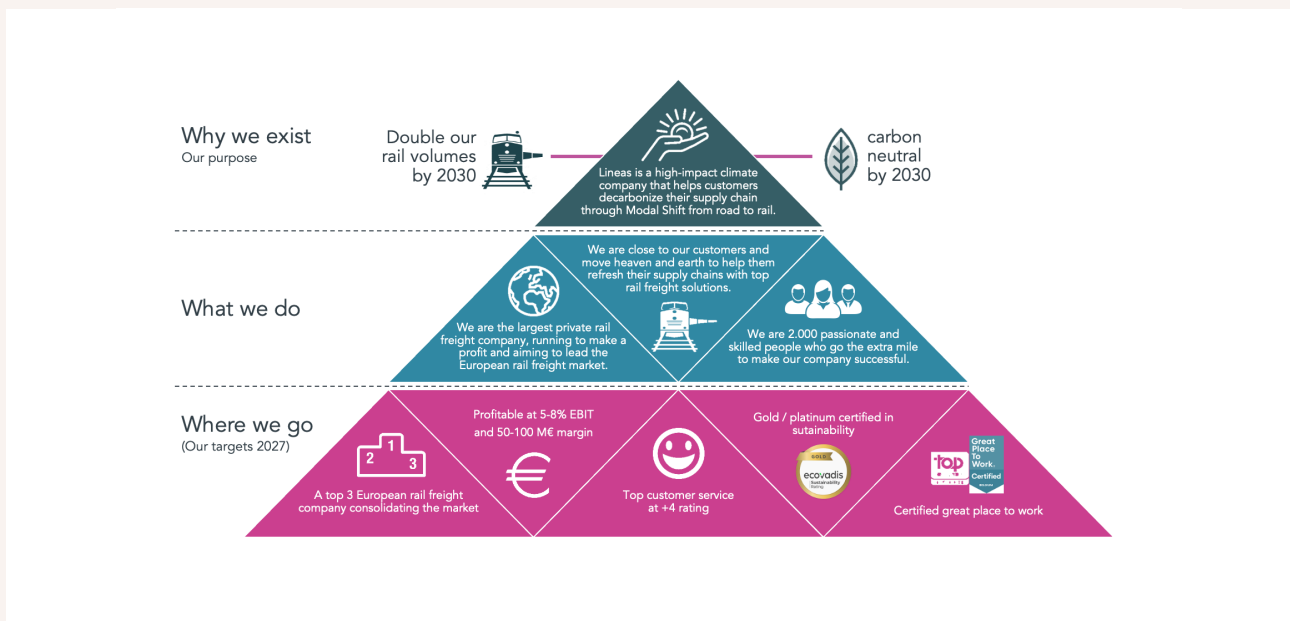 Why we exist
Our purpose
Double our
rail volumes
by 2030
carbon
neutral
by 2030
Lineas is a high-impact climate
company that helps customers
decarbonize their supply chain
through Modal Shift from road to rail.
What we do
We are the largest private rail
freight company, running to make a
profit and aiming to lead the
European rail freight market.
We are close to our customers and
move heaven and earth to help them
refresh their supply chains with top
rail freight solutions.
We are 2.000 passionate and
skilled people who go the extra mile
to make our company successful.
Where we go
(Our targets 2027)
1
2
3
A top 3 European rail freight
company consolidating the market
Profitable at 5-8% EBIT
and 50-100 M€ margin
€
Top customer service
at +4 rating
Gold / platinum certified in
sutainability
GOLD
ecovadis
Sustainability
Rating
top
Great
Place
To
Work.
Certified
Certified great place to work